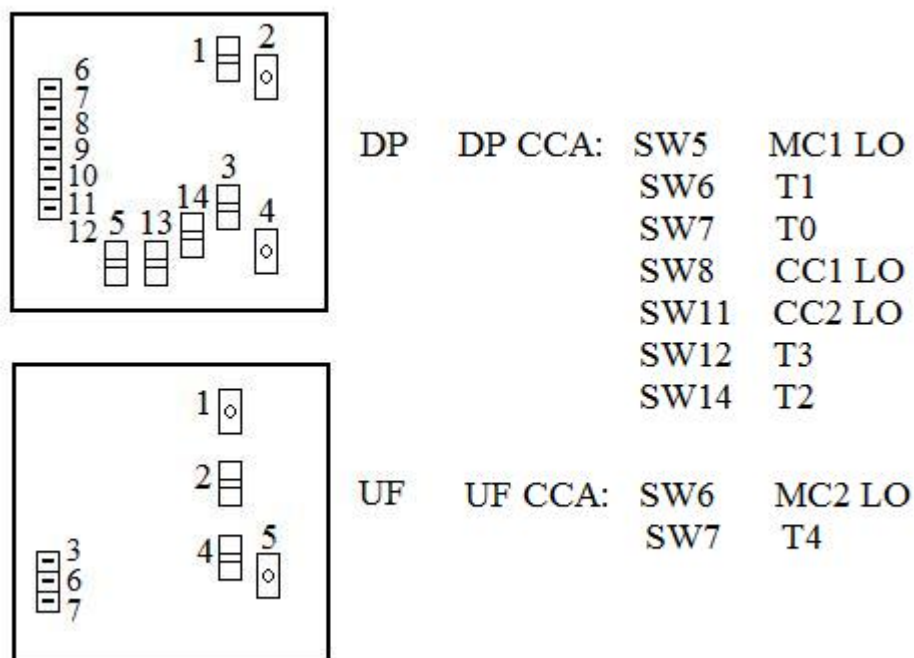 1 2
6
7
8
9
10
11
12
3
14
4
5 13
DP DP CCA: SW5 MC1 LO
SW6 T1
SW7 T0
SW8 CC1 LO
SW11 CC2 LO
SW12 T3
SW14 T2
1
2
4 5
3
6
7
UF UF CCA: SW6 MC2 LO
SW7 T4